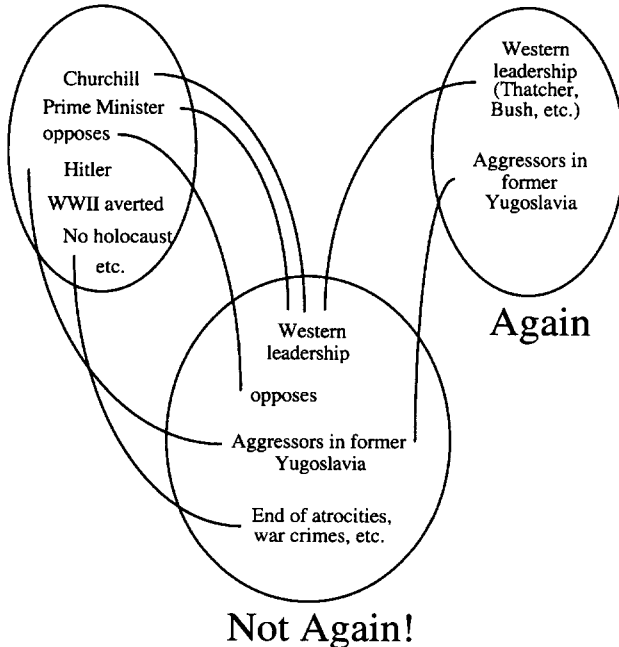 Churchill
Prime Minister
opposes
Hitler
WWII averted
No holocaust
etc.
Western
leadership
(Thatcher,
Bush, etc.)
Aggressors in
former
Yugoslavia
Again
Western
leadership
opposes
Aggressors in former
Yugoslavia
End of atrocities,
war crimes, etc.
Not Again!